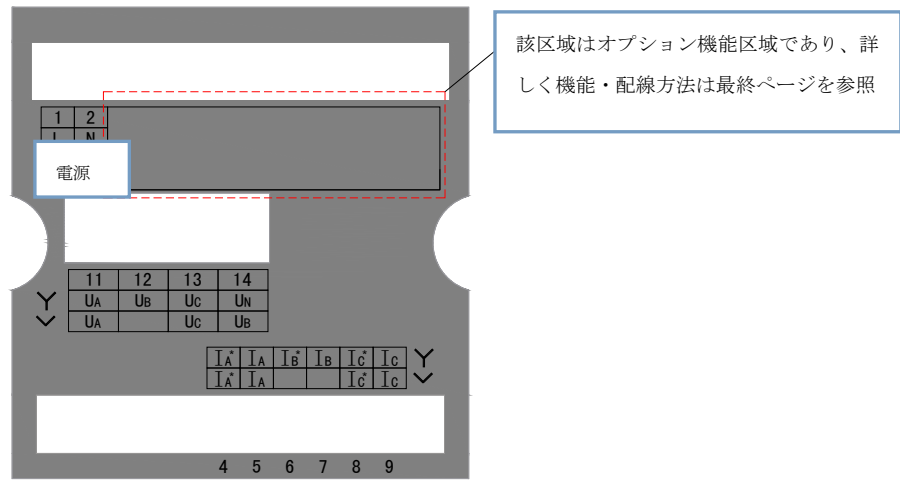 該区域はオプション機能区域であり、詳
しく機能・配線方法は最終ページを参照
1 2
L N
電源
11 12 13 14
Y UA UB UC UN
UA UC UB
IA* IA IB* IB IC* IC Y
IA* IA IC* IC
4 5 6 7 8 9